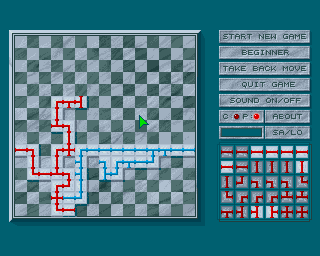 START NEW GAME
BEGINNER
TAKE BACK MOVE
QUIT GAME
SOUND ON/OFF
C: P: ABOUT
SA/LO